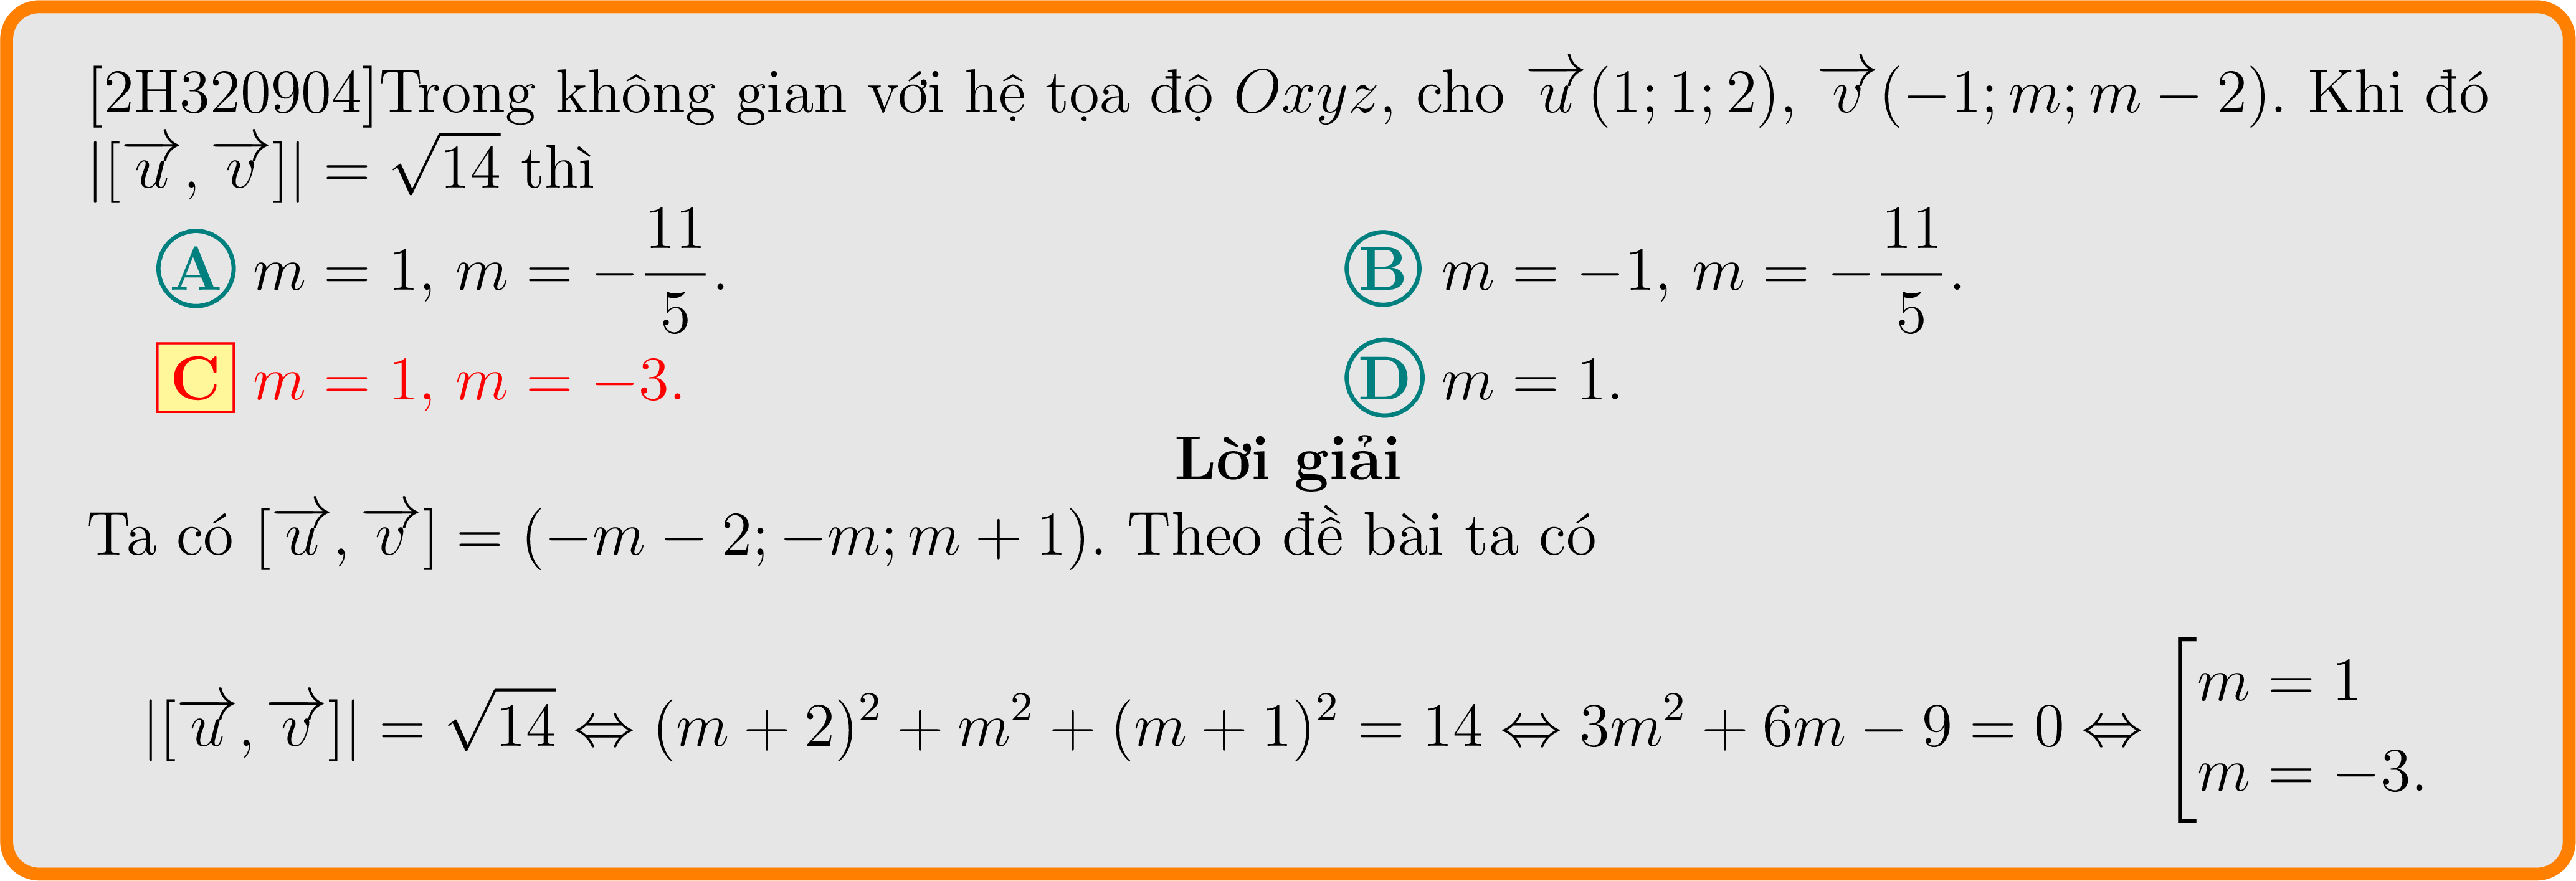 [2H320904]Trong không gian với hệ tọa độ $Oxyz$, cho $\overrightarrow{u}(1;1;2)$, $\overrightarrow{v}(-1;m;m-2)$. Khi đó
$|[\overrightarrow{u},\overrightarrow{v}]| = \sqrt{14}$ thì
A $m = 1$, $m = -\dfrac{11}{5}$. B $m = -1$, $m = -\dfrac{11}{5}$.
C $m = 1$, $m = -3$. D $m = 1$.
Lời giải
Ta có $[\overrightarrow{u},\overrightarrow{v}] = (-m-2;-m;m+1)$. Theo đề bài ta có
$|[\overrightarrow{u},\overrightarrow{v}]| = \sqrt{14} \Leftrightarrow (m+2)^2 + m^2 + (m+1)^2 = 14 \Leftrightarrow 3m^2 + 6m - 9 = 0 \Leftrightarrow \left[\begin{array}{l} m = 1 \\ m = -3. \end{array}\right.$